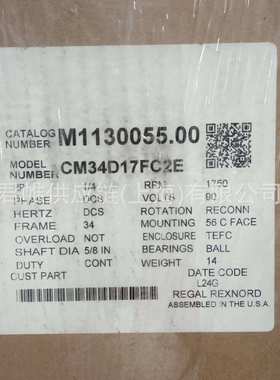 CATALOG NUMBER M1130055.00
MODEL NUMBER CM34D17FC2E
HP 1/4 RPM 1750
PHASE DCS VOLTS 90
HERTZ DCS ROTATION RECONN
FRAME 34 MOUNTING 56 C FACE
OVERLOAD NOT ENCLOSURE TEFC
SHAFT DIA 5/8 IN BEARINGS BALL
DUTY CONT WEIGHT 14
CUST PART DATE CODE
L24G
REGAL REXNORD
ASSEMBLED IN THE U.S.A.